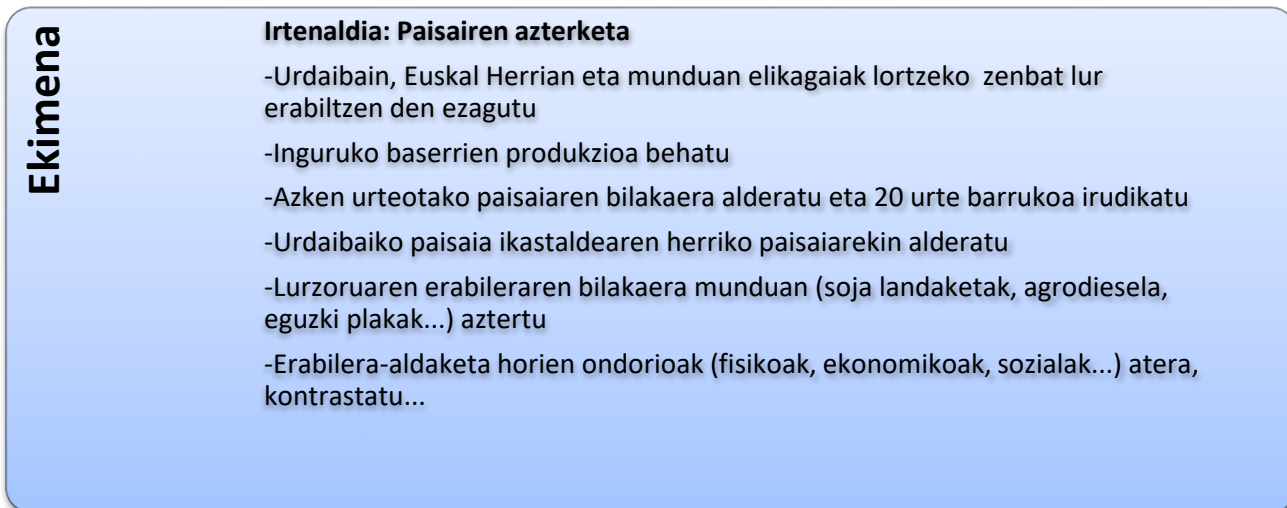 Ekimena
Irtenaldia: Paisairen azterketa
-Urdaibain, Euskal Herrian eta munduan elikagaiak lortzeko zenbat lur
erabiltzen den ezagutu
-Inguruko baserrien produkzioa behatu
-Azken urteotako paisaiaren bilakaera alderatu eta 20 urte barrukoa irudikatu
-Urdaibaiko paisaia ikastaldearen herriko paisaiarekin alderatu
-Lurzoruaren erabileraren bilakaera munduan (soja landaketak, agrodiesela,
eguzki plakak...) aztertu
-Erabilera-aldaketa horien ondorioak (fisikoak, ekonomikoak, sozialak...) atera,
kontrastatu...